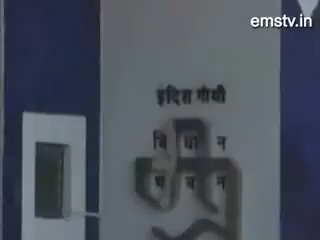 emstv.in
इंदिरा गांधी
वि धा न
भ व न